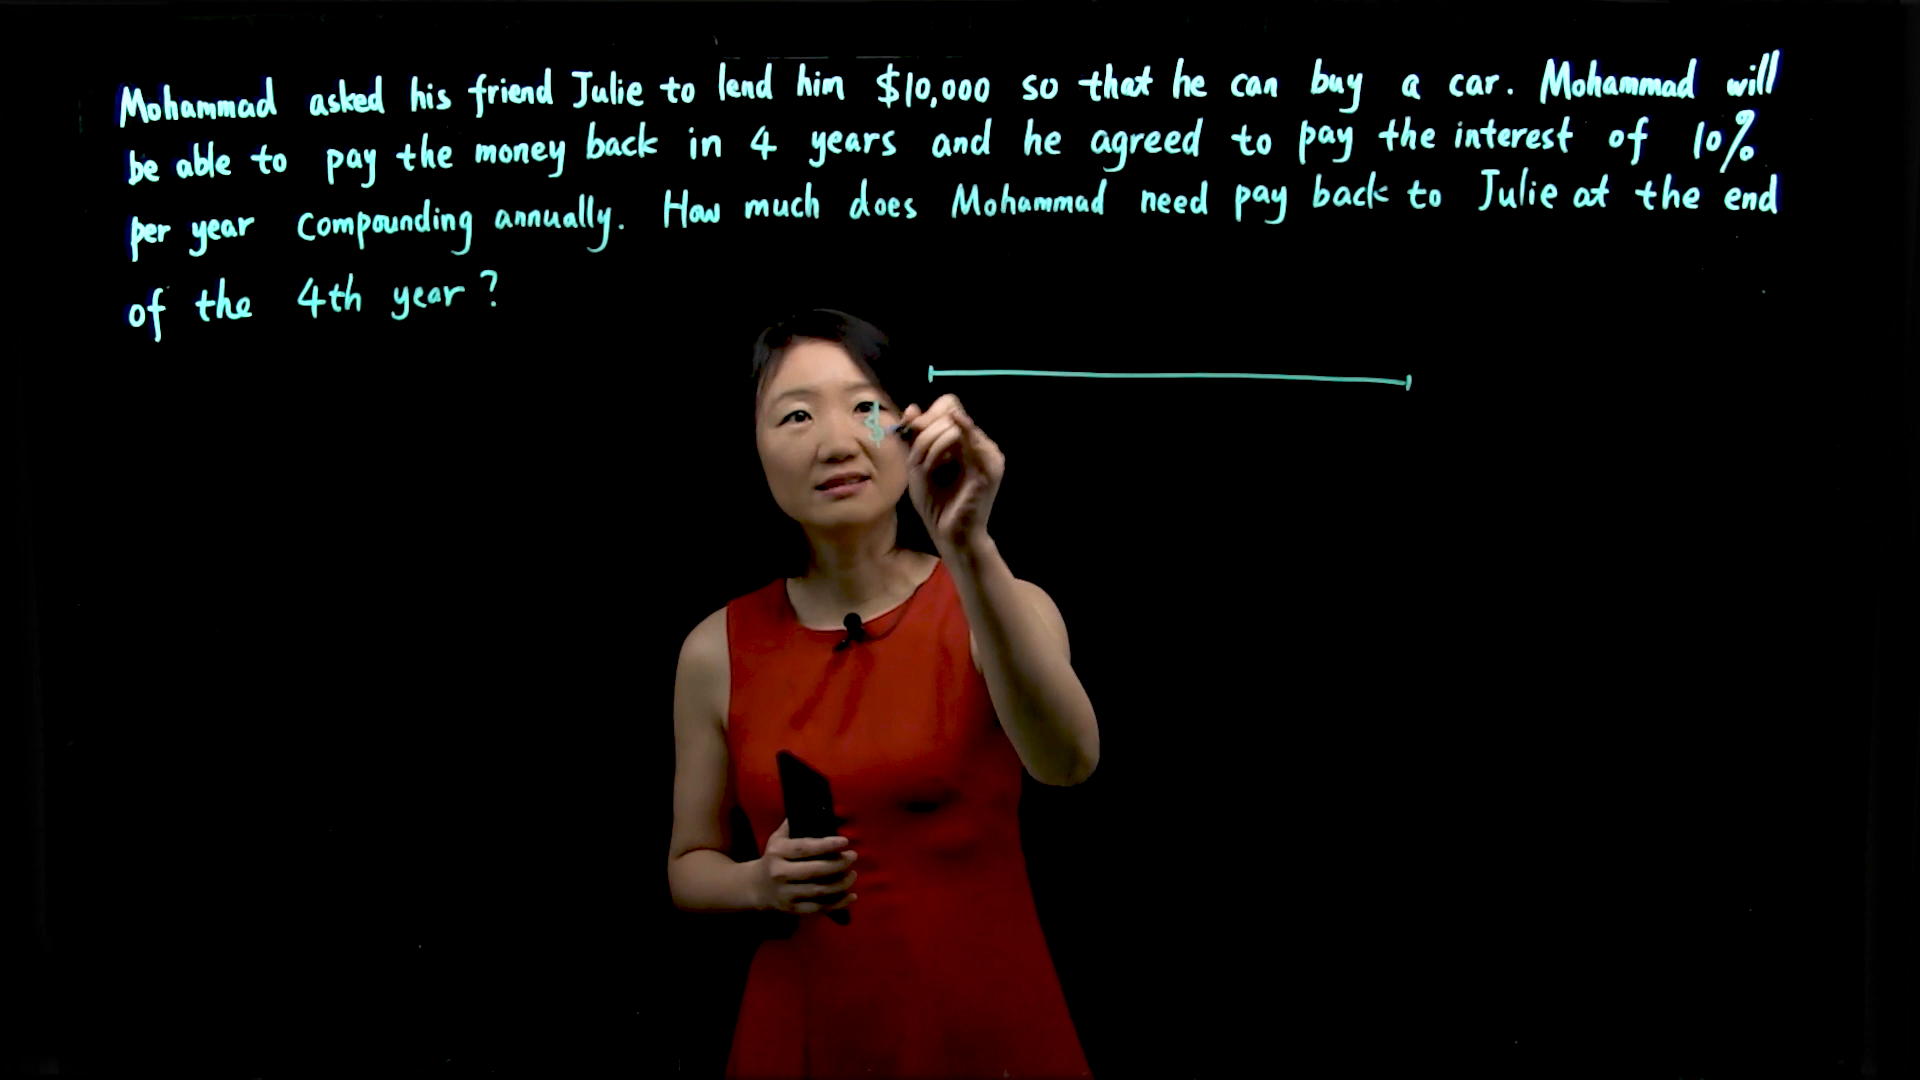 Mohammad asked his friend Julie to lend him $10,000 so that he can buy a car. Mohammad will
be able to pay the money back in 4 years and he agreed to pay the interest of 10%
per year compounding annually. How much does Mohammad need pay back to Julie at the end
of the 4th year?
$